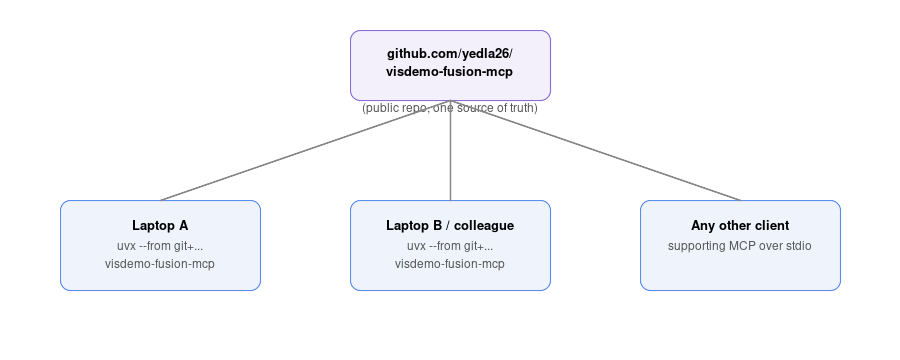 github.com/yedla26/
visdemo-fusion-mcp
(public repo, one source of truth)
Laptop A
uvx --from git+...
visdemo-fusion-mcp
Laptop B / colleague
uvx --from git+...
visdemo-fusion-mcp
Any other client
supporting MCP over stdio